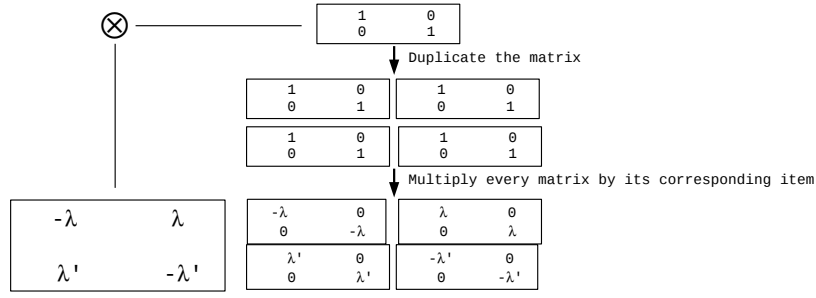 ⊗
1 0
0 1
Duplicate the matrix
1 0 1 0
0 1 0 1
1 0 1 0
0 1 0 1
Multiply every matrix by its corresponding item
-λ λ
λ' -λ'
-λ 0 λ 0
0 -λ 0 λ
λ' 0 -λ' 0
0 λ' 0 -λ'